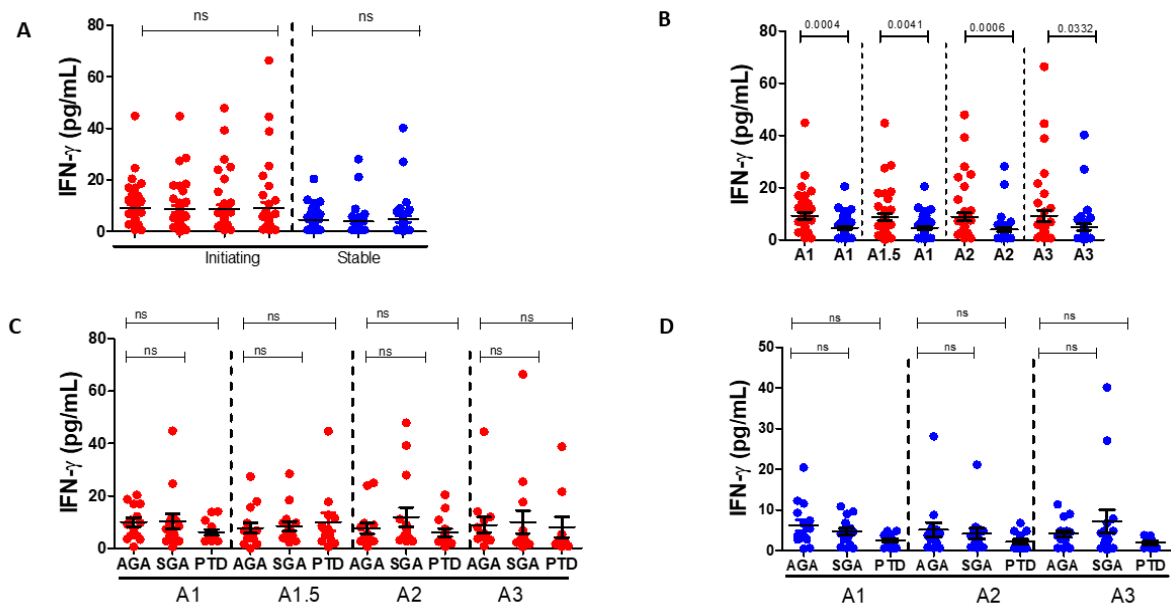 A
IFN-γ (pg/mL)
80
60
40
20
0
ns
ns
Initiating
Stable
B
IFN-γ (pg/mL)
80
60
40
20
0
0.0004
0.0041
0.0006
0.0332
A1 A1 A1.5 A1 A2 A2 A3 A3
C
IFN-γ (pg/mL)
80
60
40
20
0
ns ns ns ns
ns ns ns ns
AGA SGA PTD AGA SGA PTD AGA SGA PTD AGA SGA PTD
A1 A1.5 A2 A3
D
IFN-γ (pg/mL)
50
40
30
20
10
0
ns ns ns
ns ns ns
AGA SGA PTD AGA SGA PTD AGA SGA PTD
A1 A2 A3